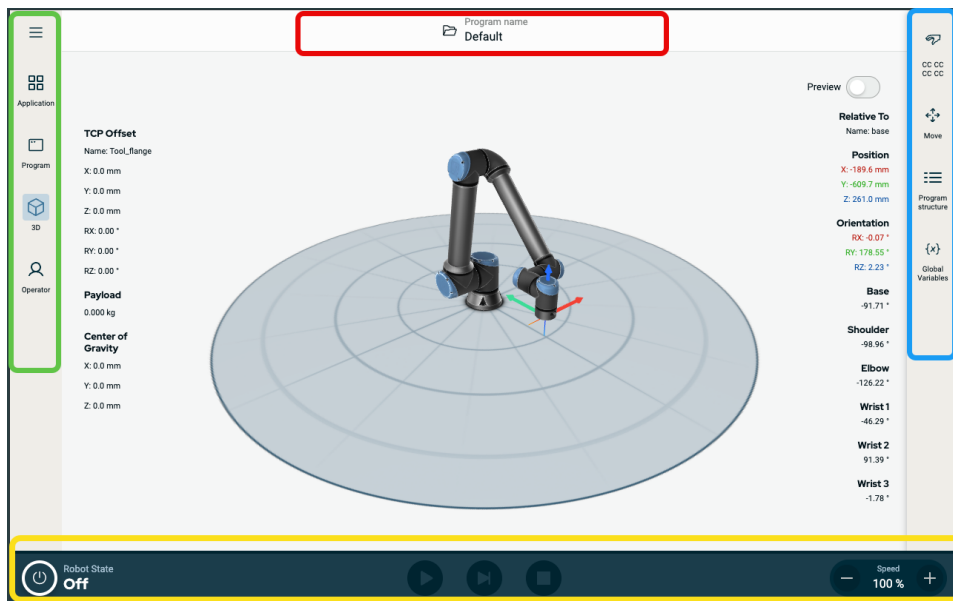 Program name
Default
Application
Program
3D
Operator
TCP Offset
Name: Tool_flange
X: 0.0 mm
Y: 0.0 mm
Z: 0.0 mm
RX: 0.00 °
RY: 0.00 °
RZ: 0.00 °
Payload
0.000 kg
Center of
Gravity
X: 0.0 mm
Y: 0.0 mm
Z: 0.0 mm
Preview
Relative To
Name: base
Position
X: -189.6 mm
Y: -609.7 mm
Z: 261.0 mm
Orientation
RX: -0.07 °
RY: 178.55 °
RZ: 2.23 °
Base
-91.71 °
Shoulder
-98.96 °
Elbow
-126.22 °
Wrist 1
-46.29 °
Wrist 2
91.39 °
Wrist 3
-1.78 °
CC CC
CC CC
Move
Program
structure
{x}
Global
Variables
Robot State
Off
Speed
100 %